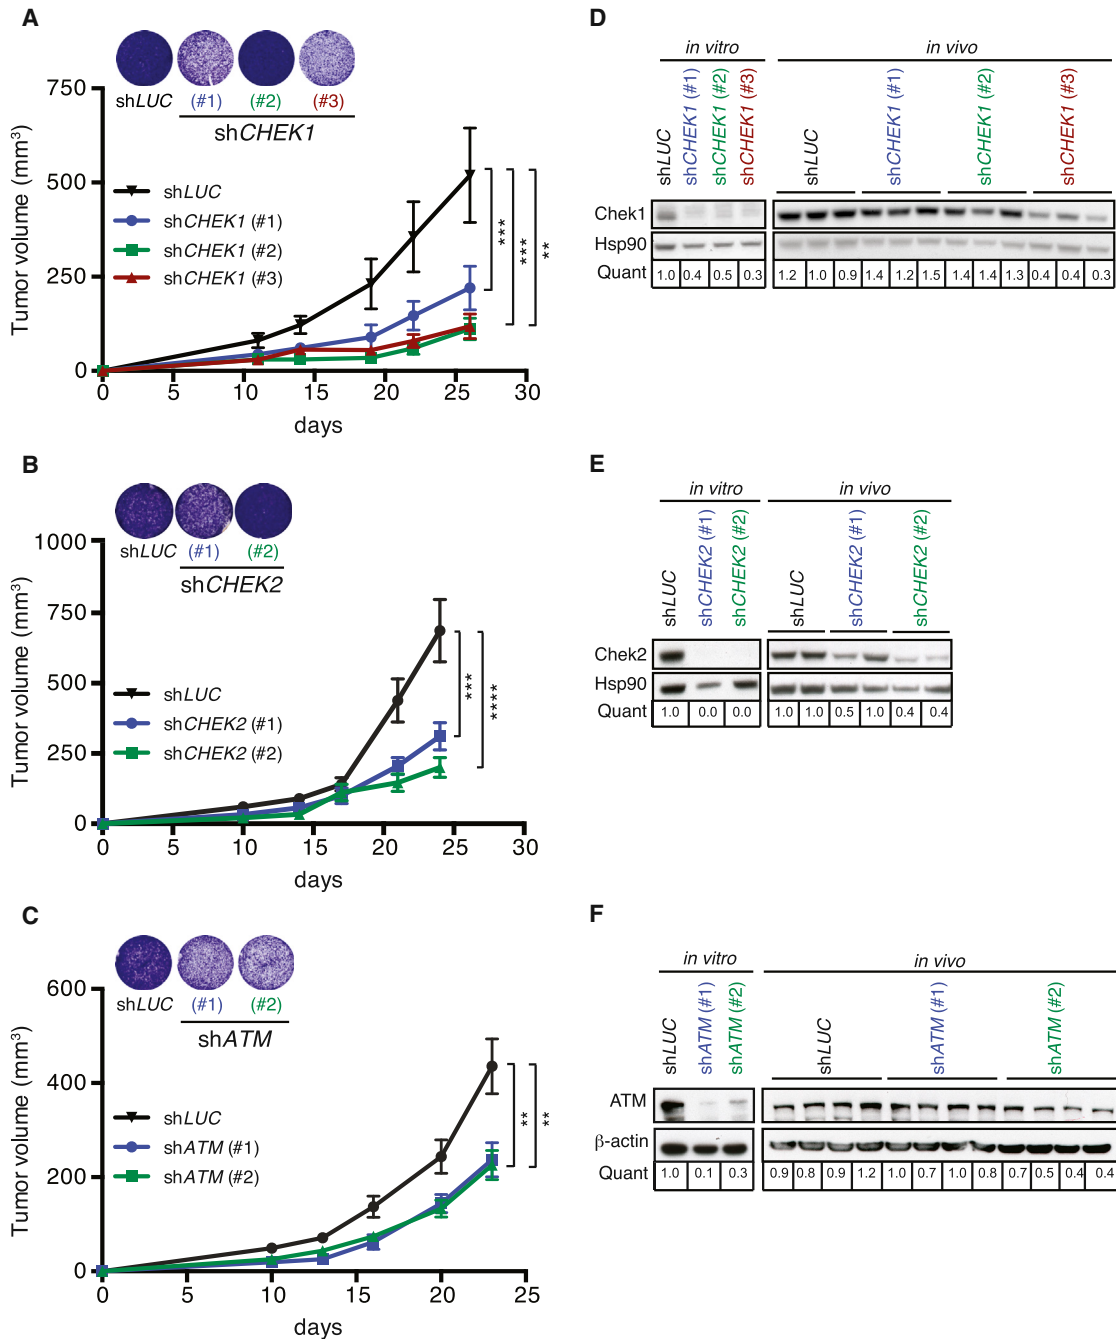 A
shLUC (#1) (#2) (#3)
shCHEK1
750
500
250
0
Tumor volume (mm³)
shLUC
shCHEK1 (#1)
shCHEK1 (#2)
shCHEK1 (#3)
*** *** **
0 5 10 15 20 25 30
days
B
shLUC (#1) (#2)
shCHEK2
1000
750
500
250
0
Tumor volume (mm³)
shLUC
shCHEK2 (#1)
shCHEK2 (#2)
*** ****
0 5 10 15 20 25 30
days
C
shLUC (#1) (#2)
shATM
600
400
200
0
Tumor volume (mm³)
shLUC
shATM (#1)
shATM (#2)
** **
0 5 10 15 20 25
days
D
in vitro in vivo
shLUC shCHEK1 (#1) shCHEK1 (#2) shCHEK1 (#3) shLUC shCHEK1 (#1) shCHEK1 (#2) shCHEK1 (#3)
Chek1
Hsp90
Quant 1.0 0.4 0.5 0.3 1.2 1.0 0.9 1.4 1.2 1.5 1.4 1.4 1.3 0.4 0.4 0.3
E
in vitro in vivo
shLUC shCHEK2 (#1) shCHEK2 (#2) shLUC shCHEK2 (#1) shCHEK2 (#2)
Chek2
Hsp90
Quant 1.0 0.0 0.0 1.0 1.0 0.5 1.0 0.4 0.4
F
in vitro in vivo
shLUC shATM (#1) shATM (#2) shLUC shATM (#1) shATM (#2)
ATM
β-actin
Quant 1.0 0.1 0.3 0.9 0.8 0.9 1.2 1.0 0.7 1.0 0.8 0.7 0.5 0.4 0.4